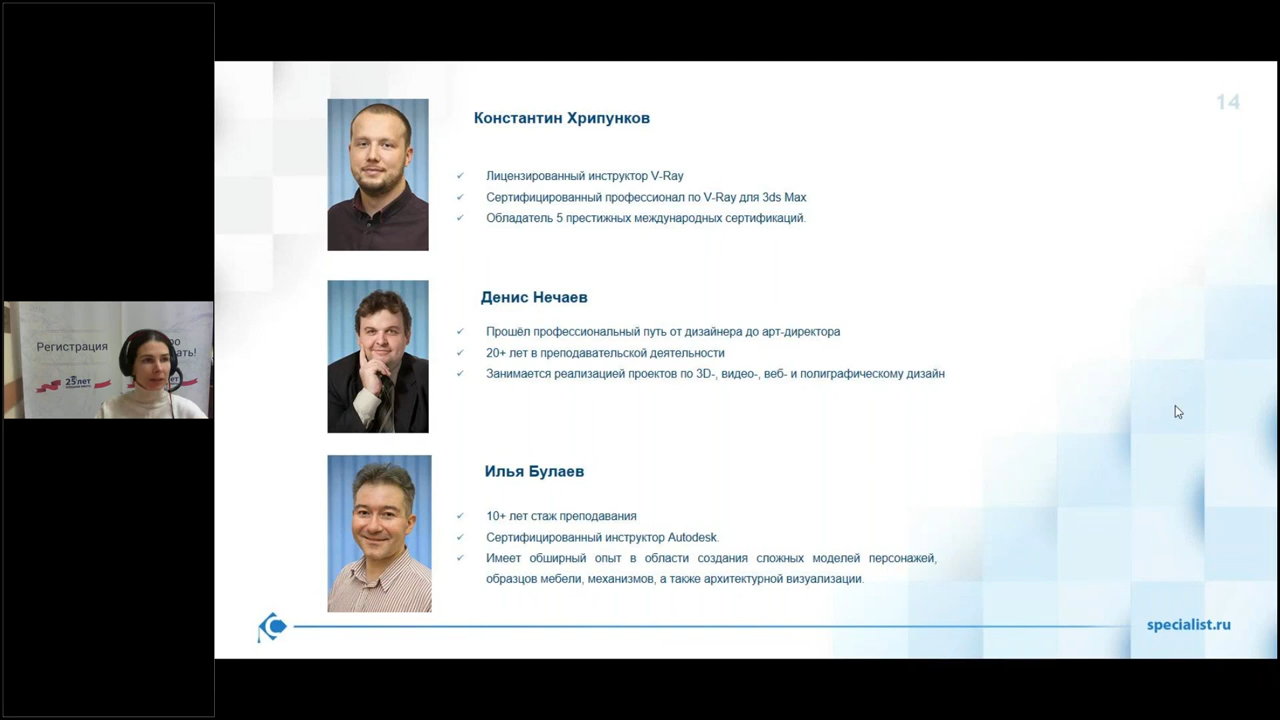 14
Константин Хрипунков
Лицензированный инструктор V-Ray
Сертифицированный профессионал по V-Ray для 3ds Max
Обладатель 5 престижных международных сертификаций.
Денис Нечаев
Прошёл профессиональный путь от дизайнера до арт-директора
20+ лет в преподавательской деятельности
Занимается реализацией проектов по 3D-, видео-, веб- и полиграфическому дизайн
Илья Булаев
10+ лет стаж преподавания
Сертифицированный инструктор Autodesk.
Имеет обширный опыт в области создания сложных моделей персонажей,
образцов мебели, механизмов, а также архитектурной визуализации.
specialist.ru
Регистрация
25 лет